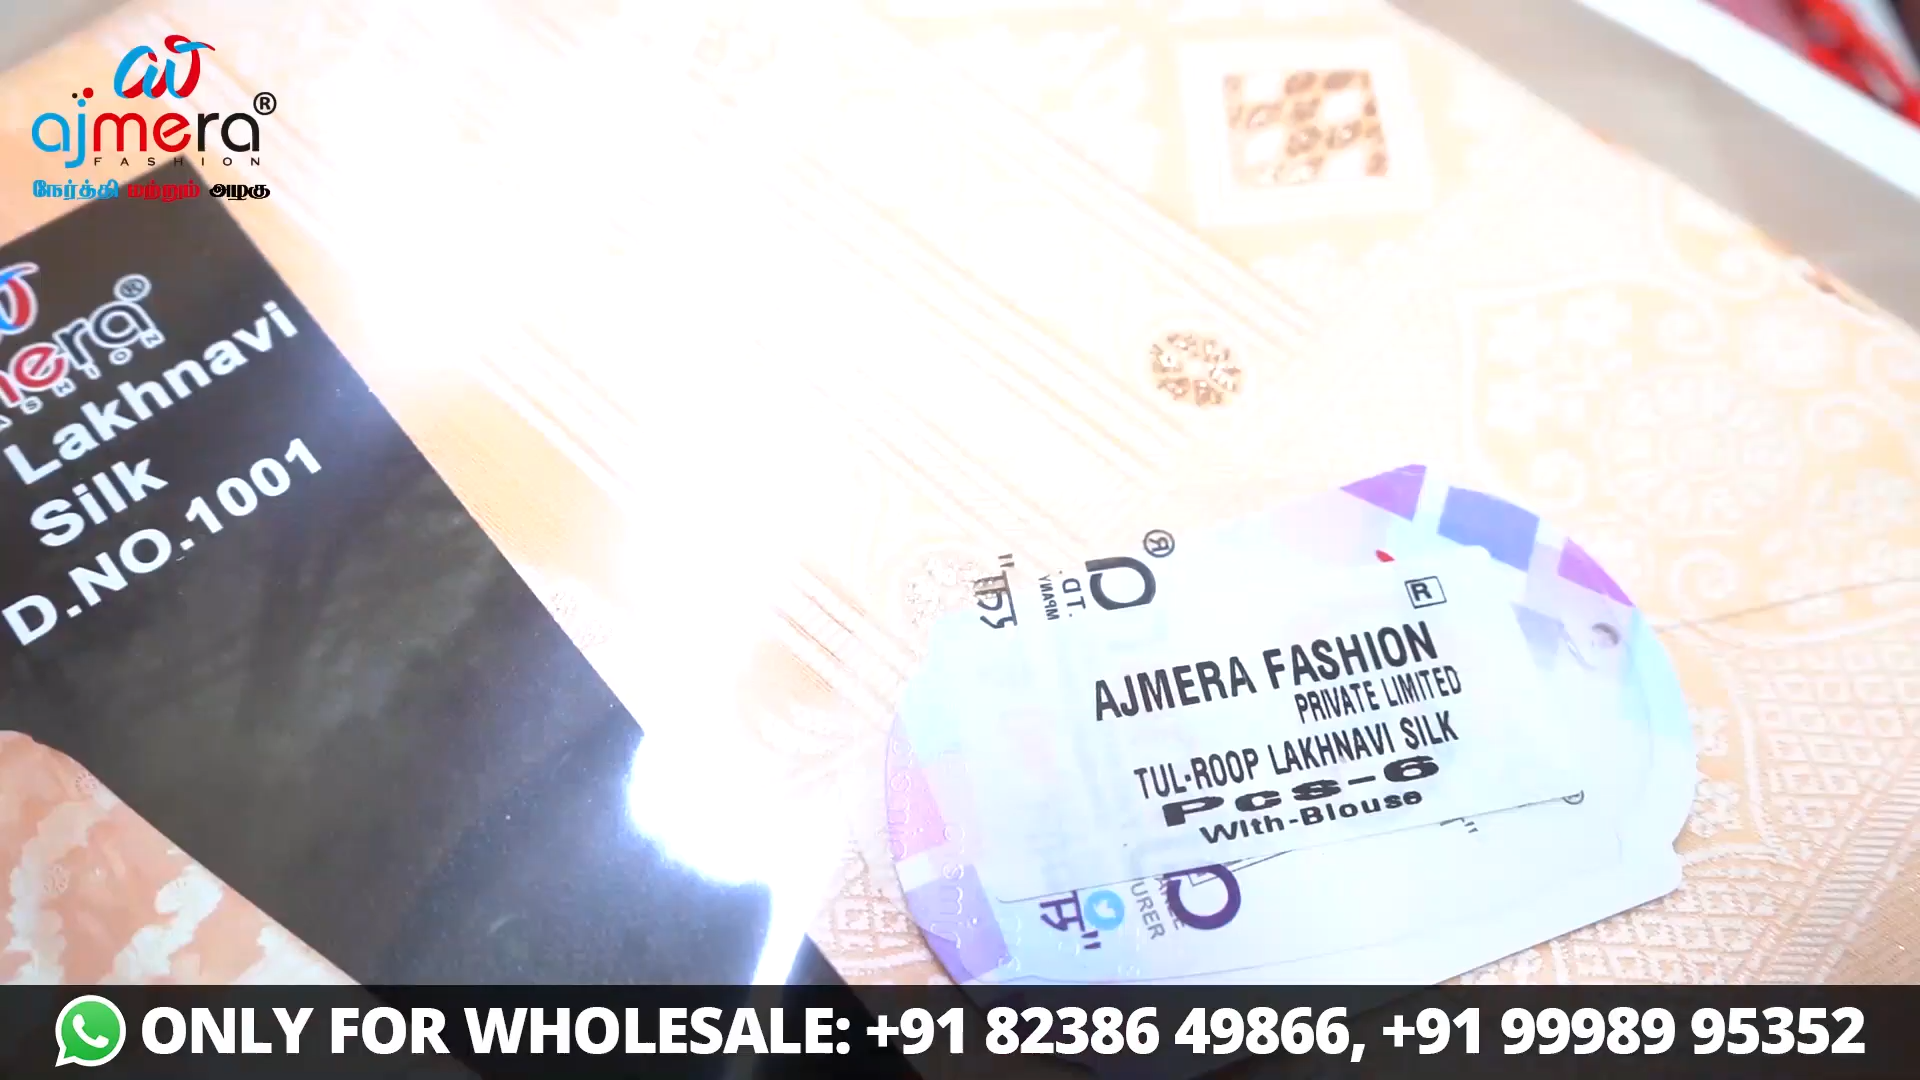 ajmera®
FASHION
நேர்த்தி மற்றும் அழகு
Lakhnavi
Silk
D.NO.1001
R
AJMERA FASHION
PRIVATE LIMITED
TUL-ROOP LAKHNAVI SILK
Pcs-6
With-Blouse
ONLY FOR WHOLESALE: +91 82386 49866, +91 99989 95352